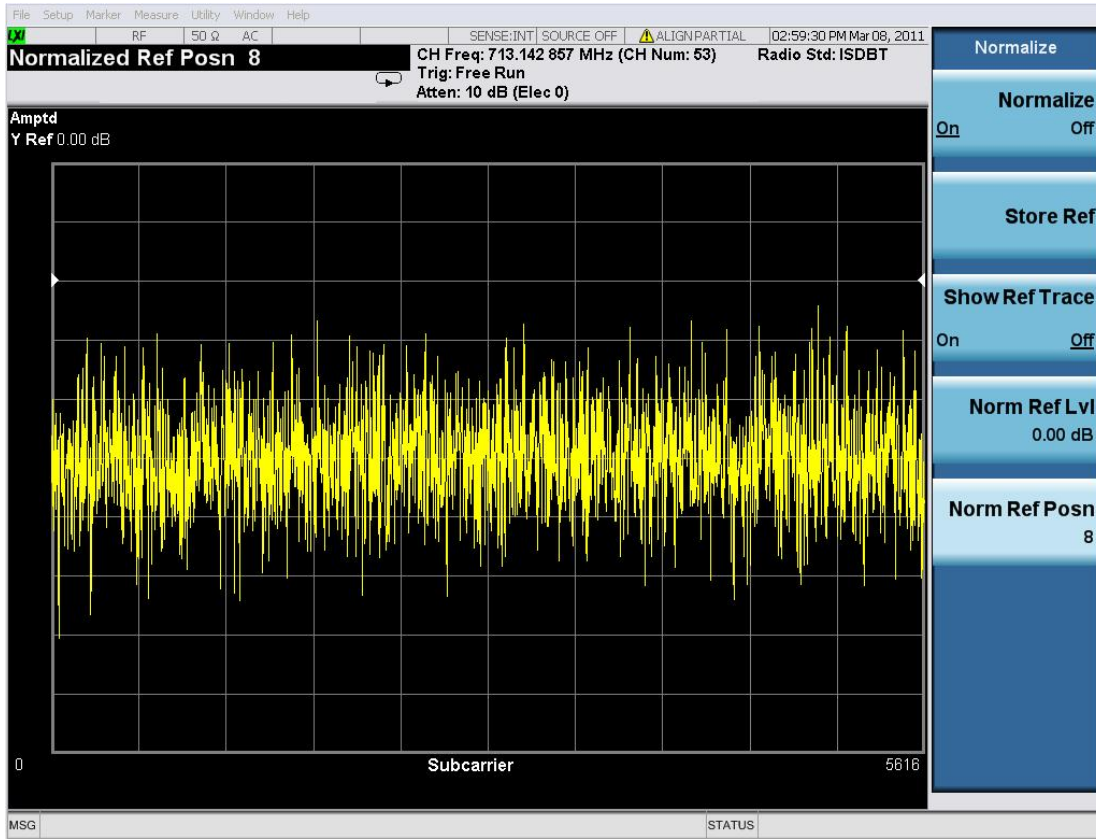 File Setup Marker Measure Utility Window Help
LXI RF 50 Ω AC SENSE:INT SOURCE OFF ALIGN PARTIAL 02:59:30 PM Mar 08, 2011
Normalized Ref Posn 8
CH Freq: 713.142 857 MHz (CH Num: 53) Radio Std: ISDBT
Trig: Free Run
Atten: 10 dB (Elec 0)
Amptd
Y Ref 0.00 dB
0 Subcarrier 5616
MSG STATUS
Normalize
Normalize
On Off
Store Ref
Show Ref Trace
On Off
Norm Ref Lvl
0.00 dB
Norm Ref Posn
8